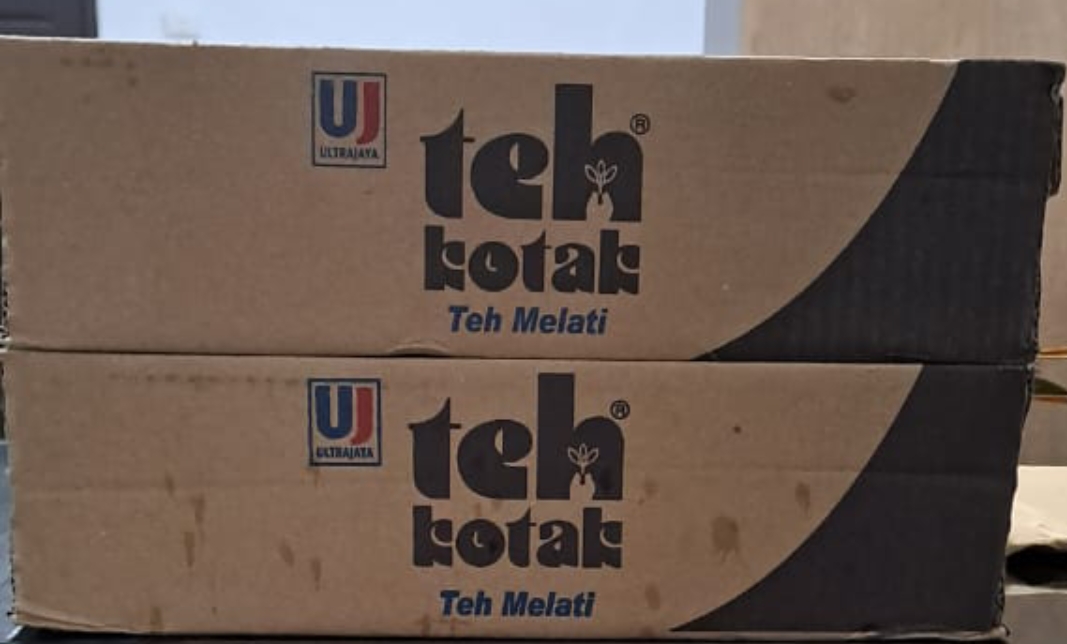 UJ
ULTRAJAYA
teh®
kotak
Teh Melati
UJ
ULTRAJAYA
teh®
kotak
Teh Melati